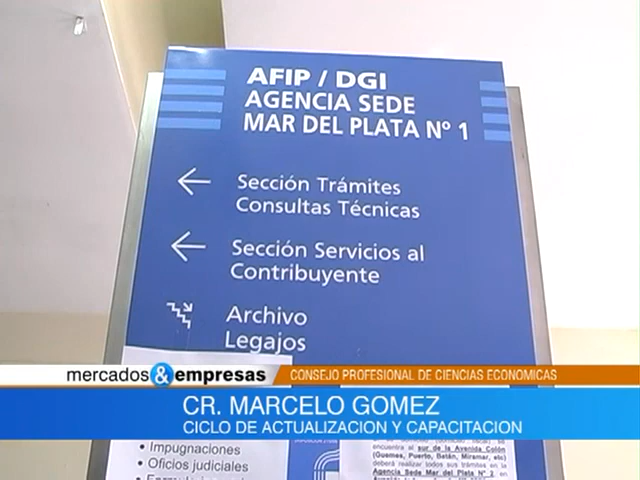 AFIP / DGI
AGENCIA SEDE
MAR DEL PLATA Nº 1
Sección Trámites
Consultas Técnicas
Sección Servicios al
Contribuyente
Archivo
Legajos
mercados&empresas
CONSEJO PROFESIONAL DE CIENCIAS ECONOMICAS
CR. MARCELO GOMEZ
CICLO DE ACTUALIZACION Y CAPACITACION
• Impugnaciones
• Oficios judiciales
encuentra al sur de la Avenida Colón
(Guemes, Puerto, Batán, Miramar, etc)
deberá realizar todos sus trámites en la
Agencia Sede Mar del Plata Nº 2, en